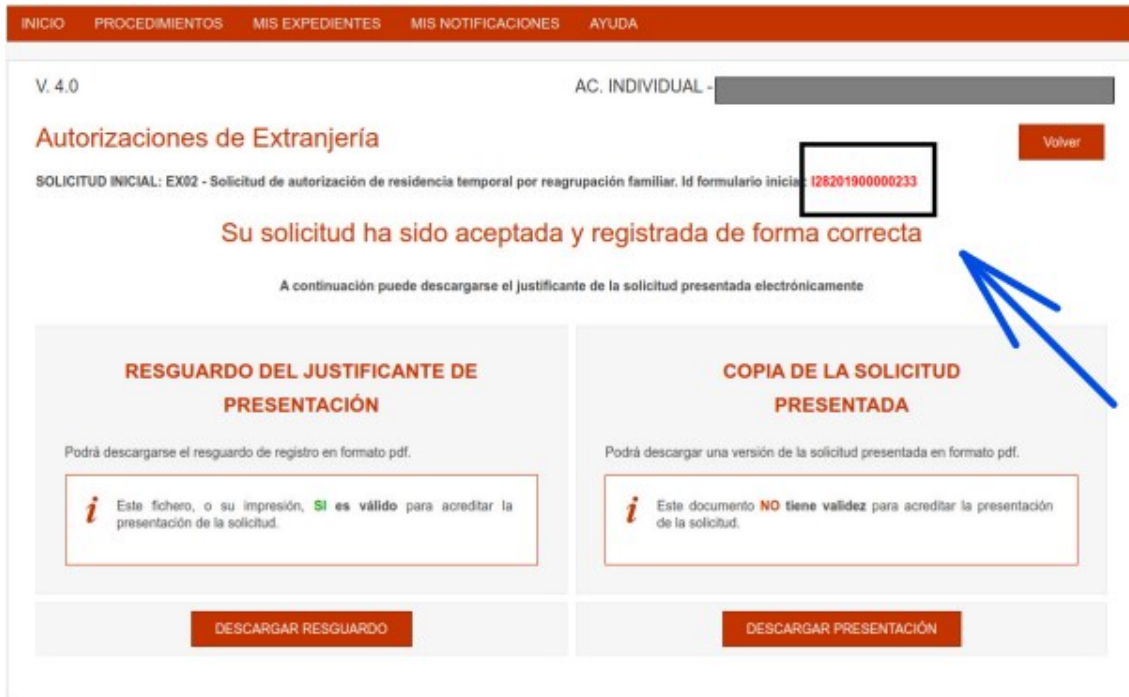 INICIO PROCEDIMIENTOS MIS EXPEDIENTES MIS NOTIFICACIONES AYUDA
V. 4.0 AC. INDIVIDUAL -
Autorizaciones de Extranjería Volver
SOLICITUD INICIAL: EX02 - Solicitud de autorización de residencia temporal por reagrupación familiar. Id formulario inicial: I28201900000233
Su solicitud ha sido aceptada y registrada de forma correcta
A continuación puede descargarse el justificante de la solicitud presentada electrónicamente
RESGUARDO DEL JUSTIFICANTE DE
PRESENTACIÓN
Podrá descargarse el resguardo de registro en formato pdf.
i Este fichero, o su impresión, SI es válido para acreditar la
presentación de la solicitud.
DESCARGAR RESGUARDO
COPIA DE LA SOLICITUD
PRESENTADA
Podrá descargar una versión de la solicitud presentada en formato pdf.
i Este documento NO tiene validez para acreditar la presentación
de la solicitud.
DESCARGAR PRESENTACIÓN